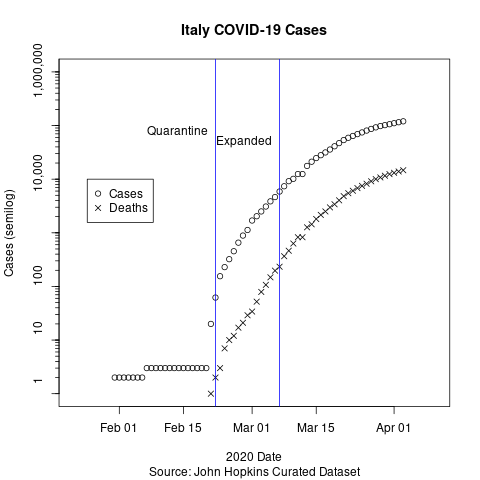 Italy COVID-19 Cases
Cases (semilog)
1,000,000
10,000
100
10
1
Quarantine
Expanded
Cases
Deaths
Feb 01
Feb 15
Mar 01
Mar 15
Apr 01
2020 Date
Source: John Hopkins Curated Dataset